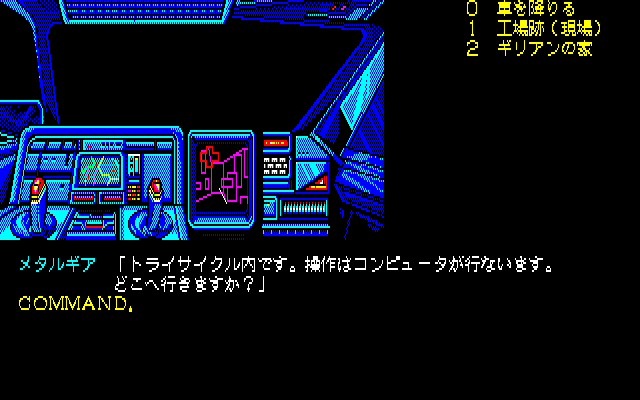 0 車を降りる
1 工場跡（現場）
2 ギリアンの家
メタルギア 「トライサイクル内です。操作はコンピュータが行ないます。
どこへ行きますか？」
COMMAND.